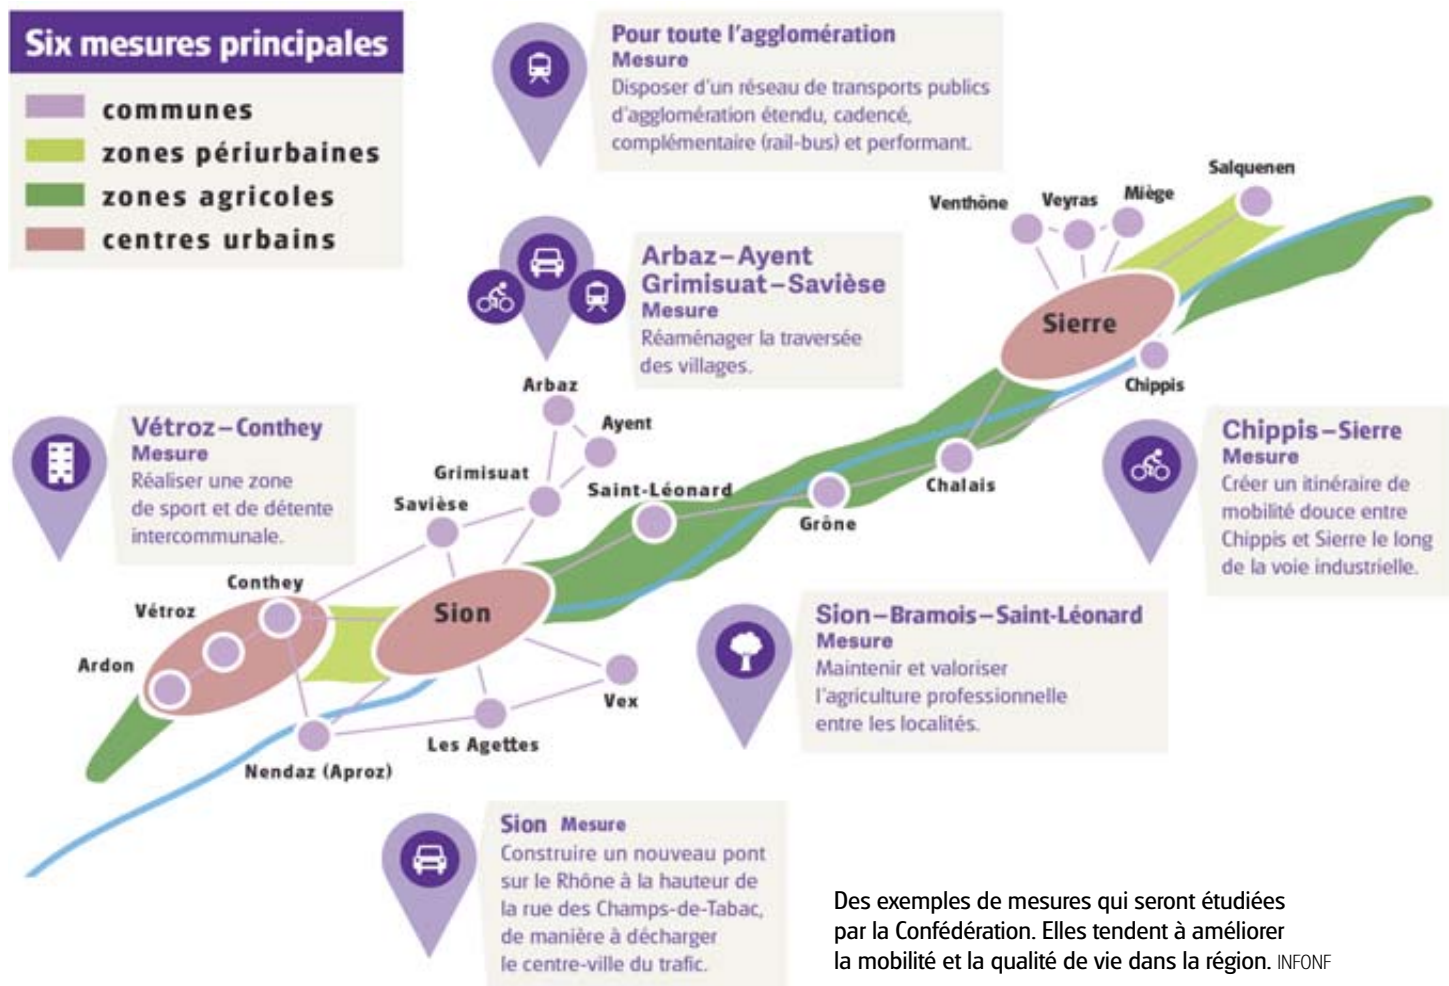 Six mesures principales
communes
zones périurbaines
zones agricoles
centres urbains
Pour toute l'agglomération
Mesure
Disposer d'un réseau de transports publics
d'agglomération étendu, cadencé,
complémentaire (rail-bus) et performant.
Arbaz–Ayent
Grimisuat–Savièse
Mesure
Réaménager la traversée
des villages.
Vétroz–Conthey
Mesure
Réaliser une zone
de sport et de détente
intercommunale.
Salquenen
Miège
Veyras
Venthône
Sierre
Chippis
Arbaz
Ayent
Grimisuat
Savièse
Saint-Léonard
Chalais
Grône
Conthey
Vétroz
Ardon
Sion
Vex
Les Agettes
Nendaz (Aproz)
Chippis–Sierre
Mesure
Créer un itinéraire de
mobilité douce entre
Chippis et Sierre le long
de la voie industrielle.
Sion–Bramois–Saint-Léonard
Mesure
Maintenir et valoriser
l'agriculture professionnelle
entre les localités.
Sion Mesure
Construire un nouveau pont
sur le Rhône à la hauteur de
la rue des Champs-de-Tabac,
de manière à décharger
le centre-ville du trafic.
Des exemples de mesures qui seront étudiées
par la Confédération. Elles tendent à améliorer
la mobilité et la qualité de vie dans la région. INFONF